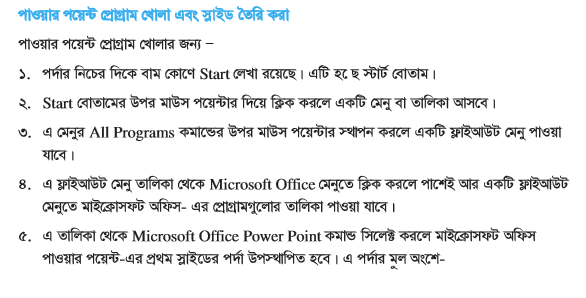 পাওয়ার পয়েন্ট প্রোগ্রাম খোলা এবং স্লাইড তৈরি করা
পাওয়ার পয়েন্ট প্রোগ্রাম খোলার জন্য –
১. পর্দার নিচের দিকে বাম কোণে Start লেখা রয়েছে। এটি হ ছে স্টার্ট বোতাম।
২. Start বোতামের উপর মাউস পয়েন্টার দিয়ে ক্লিক করলে একটি মেনু বা তালিকা আসবে।
৩. এ মেনুর All Programs কমান্ডের উপর মাউস পয়েন্টার স্থাপন করলে একটি ফ্লাইআউট মেনু পাওয়া
যাবে।
৪. এ ফ্লাইআউট মেনু তালিকা থেকে Microsoft Office মেনুতে ক্লিক করলে পাশেই আর একটি ফ্লাইআউট
মেনুতে মাইক্রোসফট অফিস- এর প্রোগ্রামগুলোর তালিকা পাওয়া যাবে।
৫. এ তালিকা থেকে Microsoft Office Power Point কমান্ড সিলেক্ট করলে মাইক্রোসফট অফিস
পাওয়ার পয়েন্ট-এর প্রথম স্লাইডের পর্দা উপস্থাপিত হবে। এ পর্দার মুল অংশে-